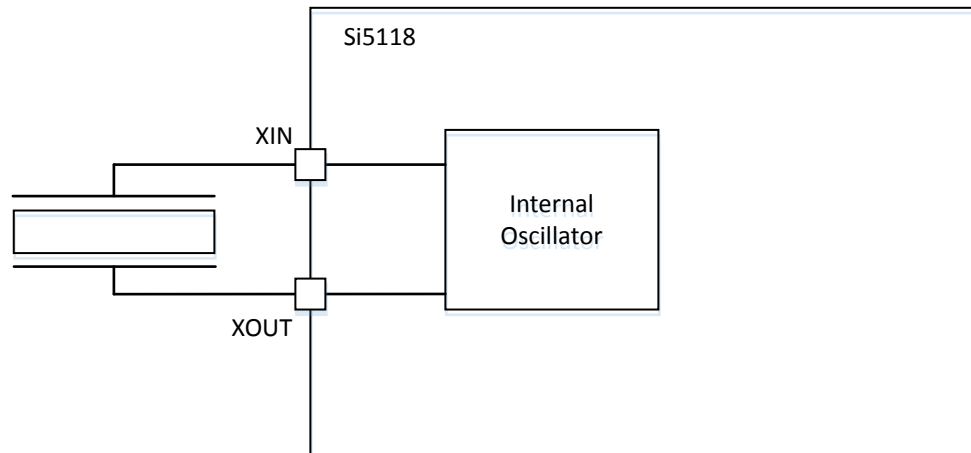 Si5118
XIN
Internal
Oscillator
XOUT